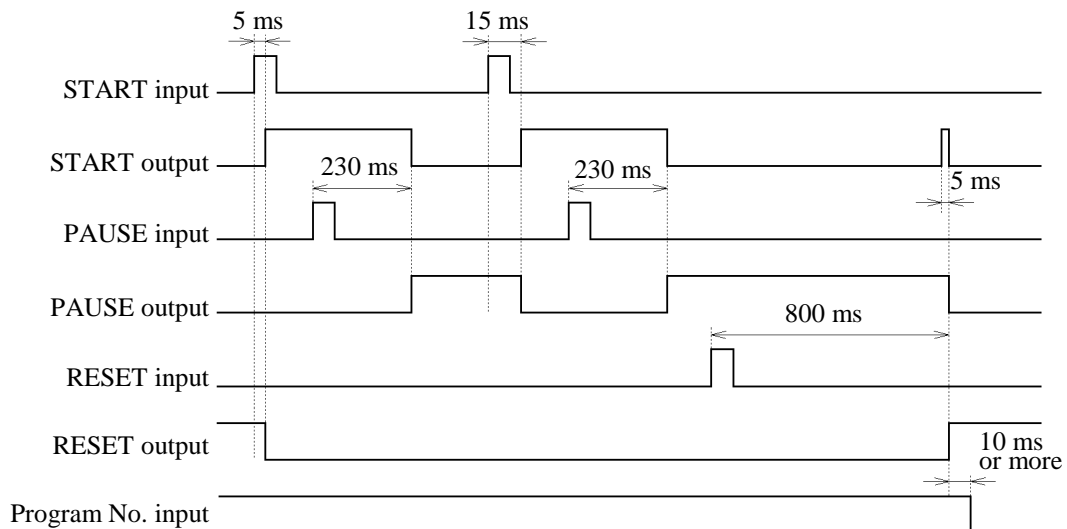 5 ms
15 ms
START input
START output
230 ms
230 ms
5 ms
PAUSE input
PAUSE output
800 ms
RESET input
RESET output
10 ms
or more
Program No. input